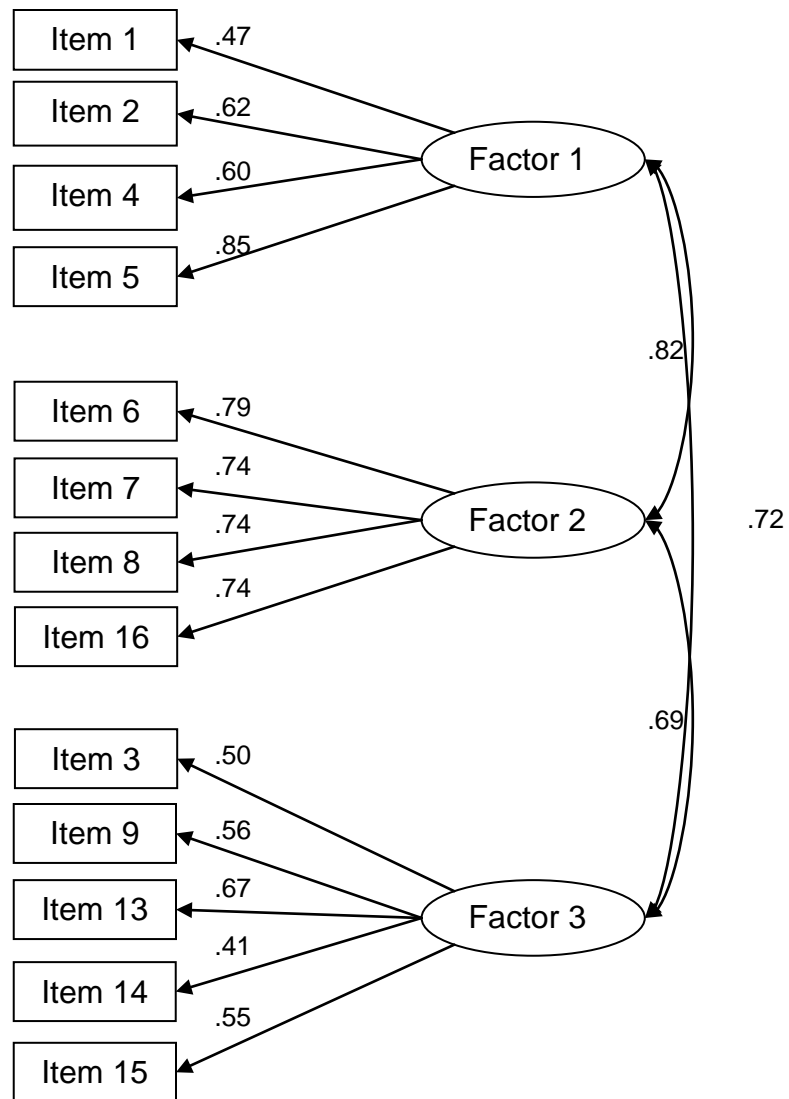 Item 1
.47
Item 2
.62
Factor 1
Item 4
.60
Item 5
.85
.82
Item 6
.79
Item 7
.74
Factor 2
.72
Item 8
.74
Item 16
.74
.69
Item 3
.50
Item 9
.56
Item 13
.67
Factor 3
Item 14
.41
Item 15
.55